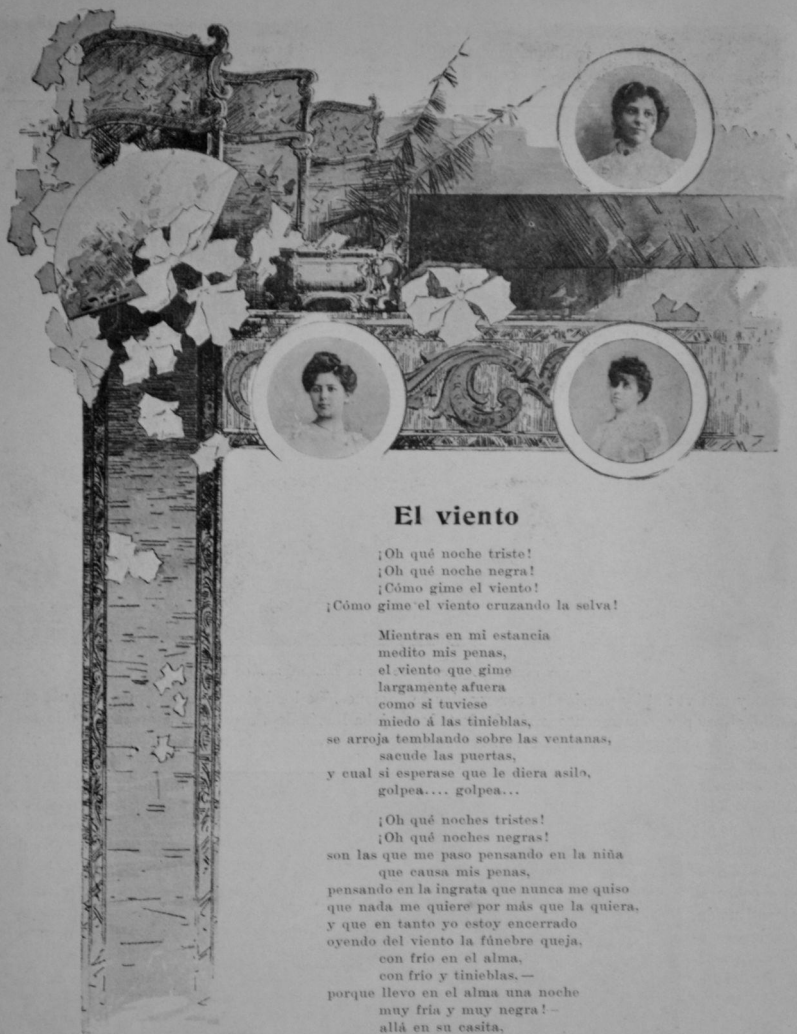 El viento
¡Oh qué noche triste!
¡Oh qué noche negra!
¡Cómo gime el viento!
¡Cómo gime el viento cruzando la selva!
Mientras en mi estancia
medito mis penas,
el viento que gime
largamente afuera
como si tuviese
miedo á las tinieblas,
se arroja temblando sobre las ventanas,
sacude las puertas,
y cual si esperase que le diera asilo,
golpea.... golpea...
¡Oh qué noches tristes!
¡Oh qué noches negras!
son las que me paso pensando en la niña
que causa mis penas,
pensando en la ingrata que nunca me quiso
que nada me quiere por más que la quiera,
y que en tanto yo estoy encerrado
oyendo del viento la fúnebre queja,
con frío en el alma,
con frío y tinieblas,—
porque llevo en el alma una noche
muy fría y muy negra!—
allá en su casita,